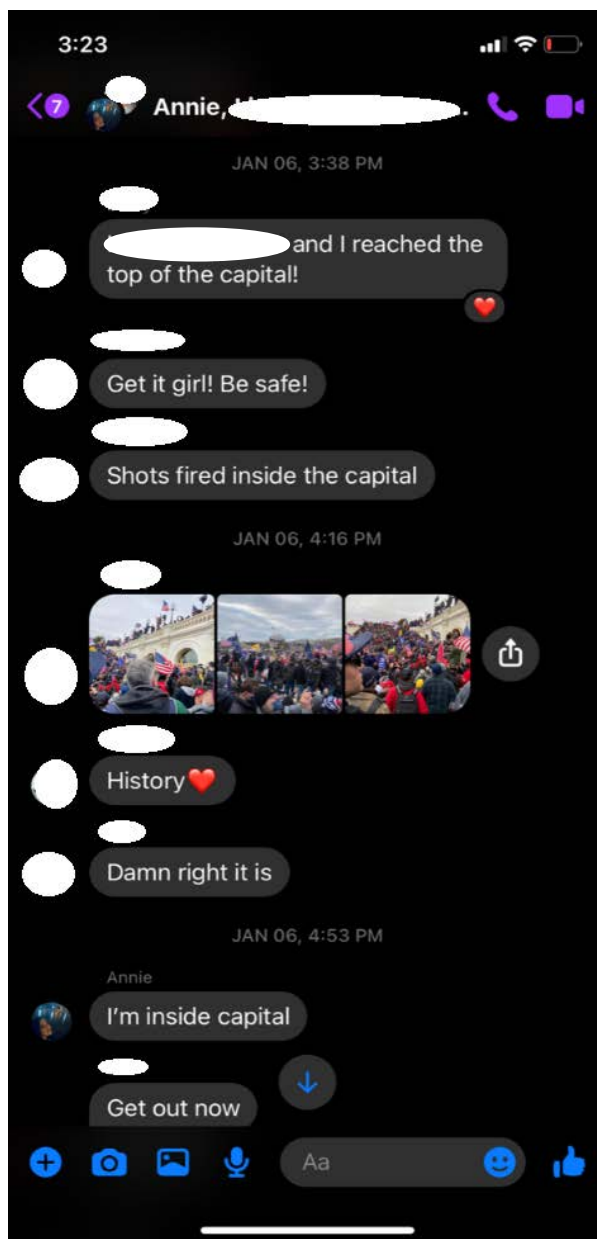 3:23
7
Annie,
JAN 06, 3:38 PM
and I reached the
top of the capital!
Get it girl! Be safe!
Shots fired inside the capital
JAN 06, 4:16 PM
History❤️
Damn right it is
JAN 06, 4:53 PM
Annie
I'm inside capital
Get out now
Aa